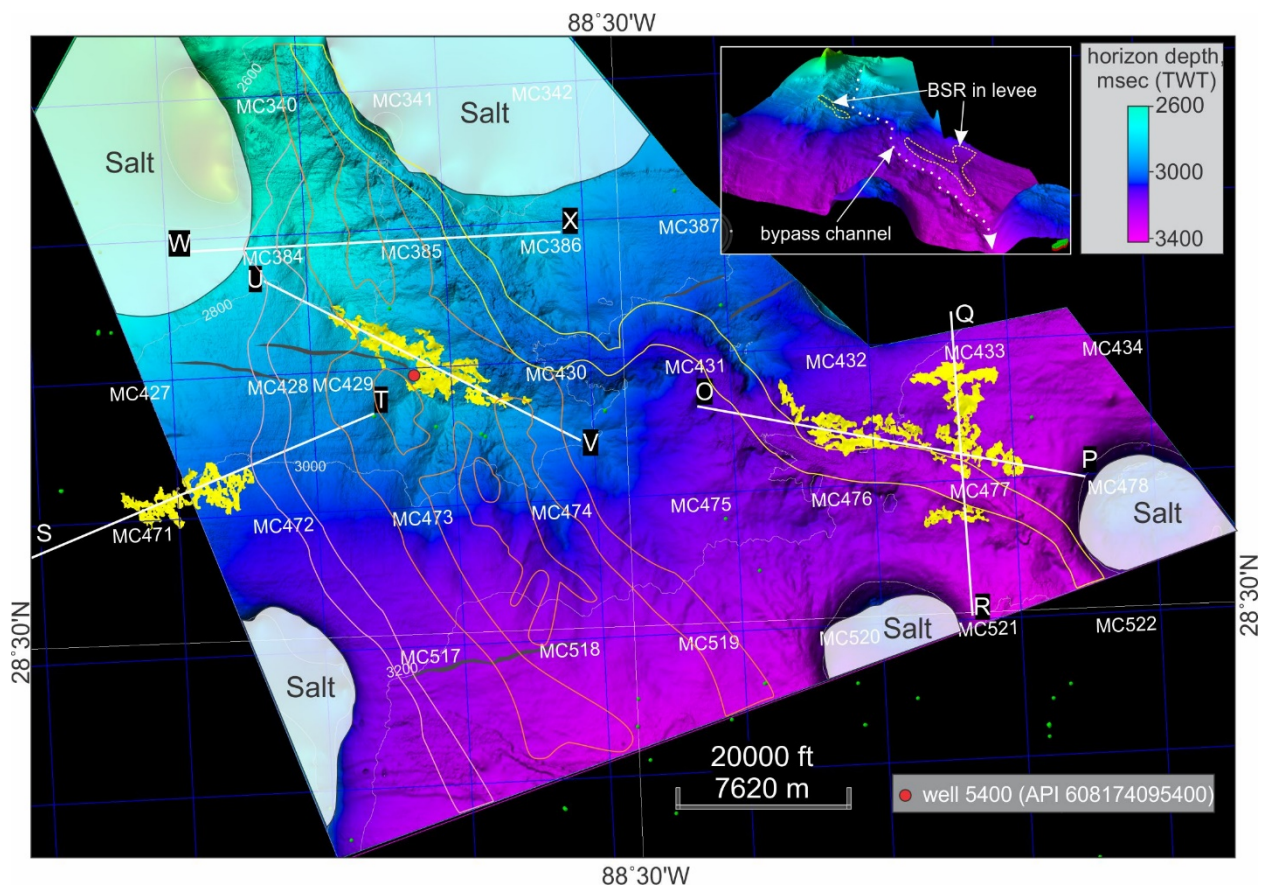 88°30'W
horizon depth,
msec (TWT)
2600
3000
3400
BSR in levee
bypass channel
2600
MC340
MC341
MC342
Salt
Salt
W
X
MC384
MC385
MC386
MC387
U
2800
Q
MC427
MC428
MC429
MC430
MC431
MC432
MC433
MC434
T
O
V
3000
P
S
MC471
MC472
MC473
MC474
MC475
MC476
MC477
MC478
Salt
28°30'N
28°30'N
R
MC517
MC518
MC519
MC520
MC521
MC522
3200
Salt
Salt
20000 ft
7620 m
well 5400 (API 608174095400)
88°30'W